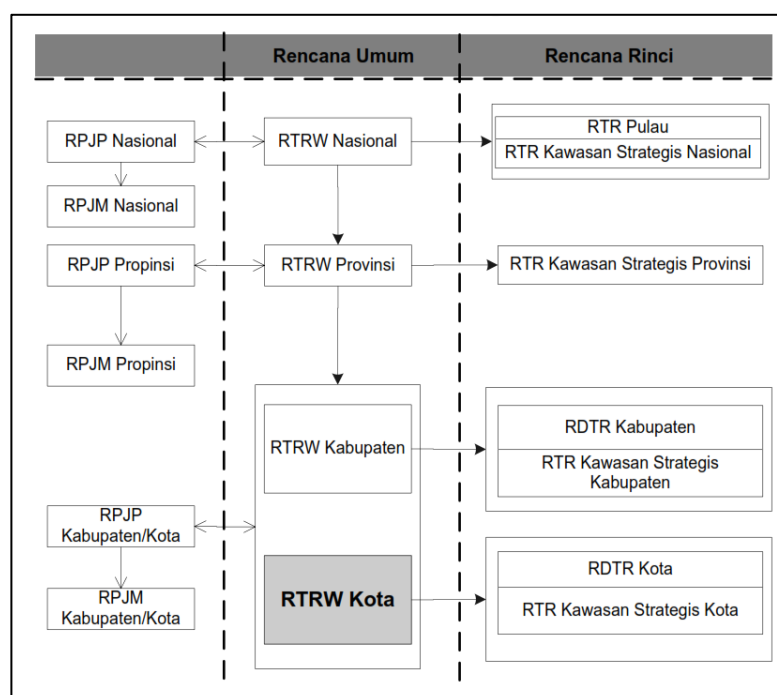 Rencana Umum
Rencana Rinci
RPJP Nasional
RTRW Nasional
RTR Pulau
RTR Kawasan Strategis Nasional
RPJM Nasional
RPJP Propinsi
RTRW Provinsi
RTR Kawasan Strategis Provinsi
RPJM Propinsi
RTRW Kabupaten
RDTR Kabupaten
RTR Kawasan Strategis
Kabupaten
RPJP
Kabupaten/Kota
RPJM
Kabupaten/Kota
RTRW Kota
RDTR Kota
RTR Kawasan Strategis Kota